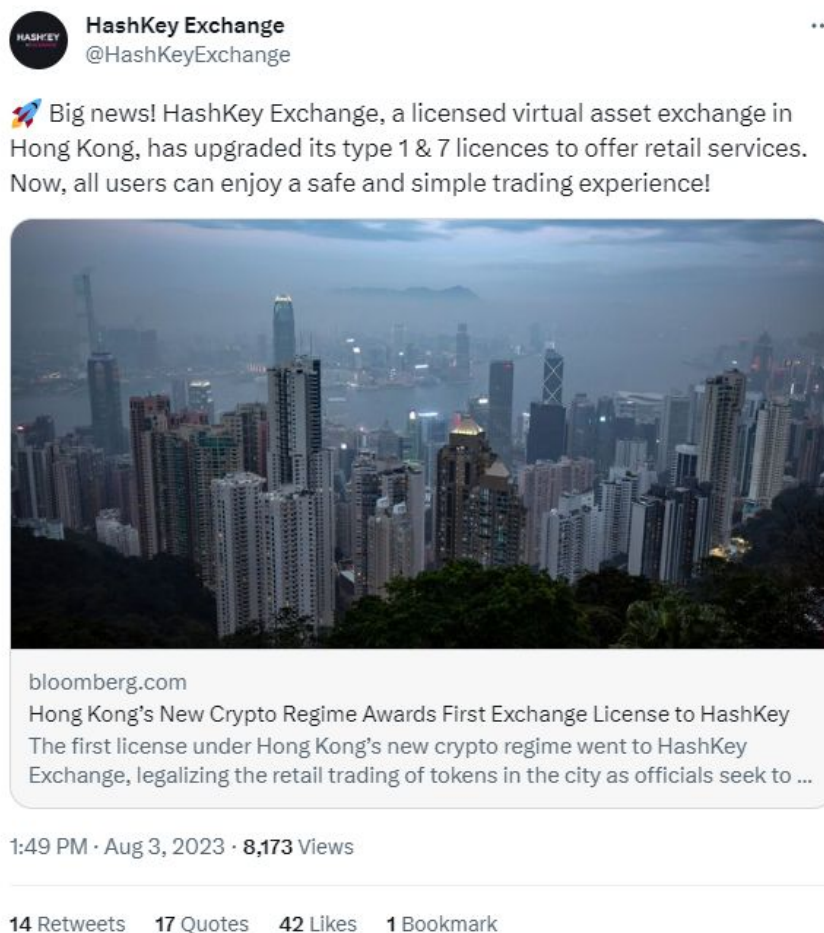 HASHKEY
HashKey Exchange
@HashKeyExchange
🚀 Big news! HashKey Exchange, a licensed virtual asset exchange in
Hong Kong, has upgraded its type 1 & 7 licences to offer retail services.
Now, all users can enjoy a safe and simple trading experience!
bloomberg.com
Hong Kong’s New Crypto Regime Awards First Exchange License to HashKey
The first license under Hong Kong’s new crypto regime went to HashKey
Exchange, legalizing the retail trading of tokens in the city as officials seek to ...
1:49 PM · Aug 3, 2023 · 8,173 Views
14 Retweets 17 Quotes 42 Likes 1 Bookmark